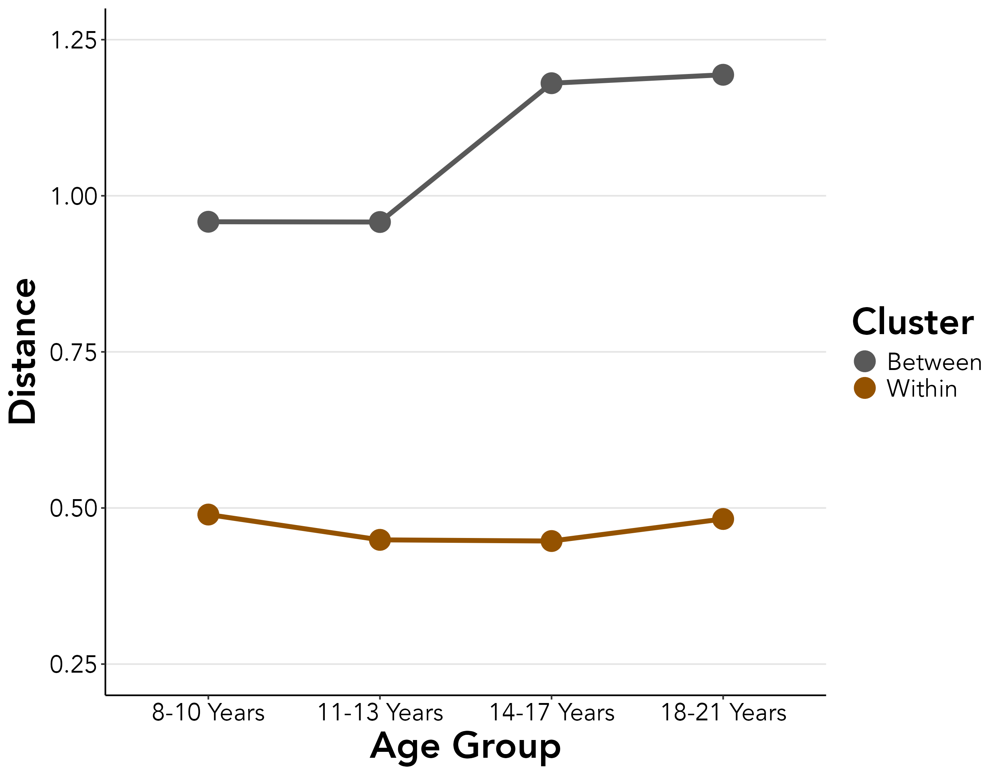 1.25
1.00
0.75
0.50
0.25
Distance
8-10 Years
11-13 Years
14-17 Years
18-21 Years
Age Group
Cluster
Between
Within